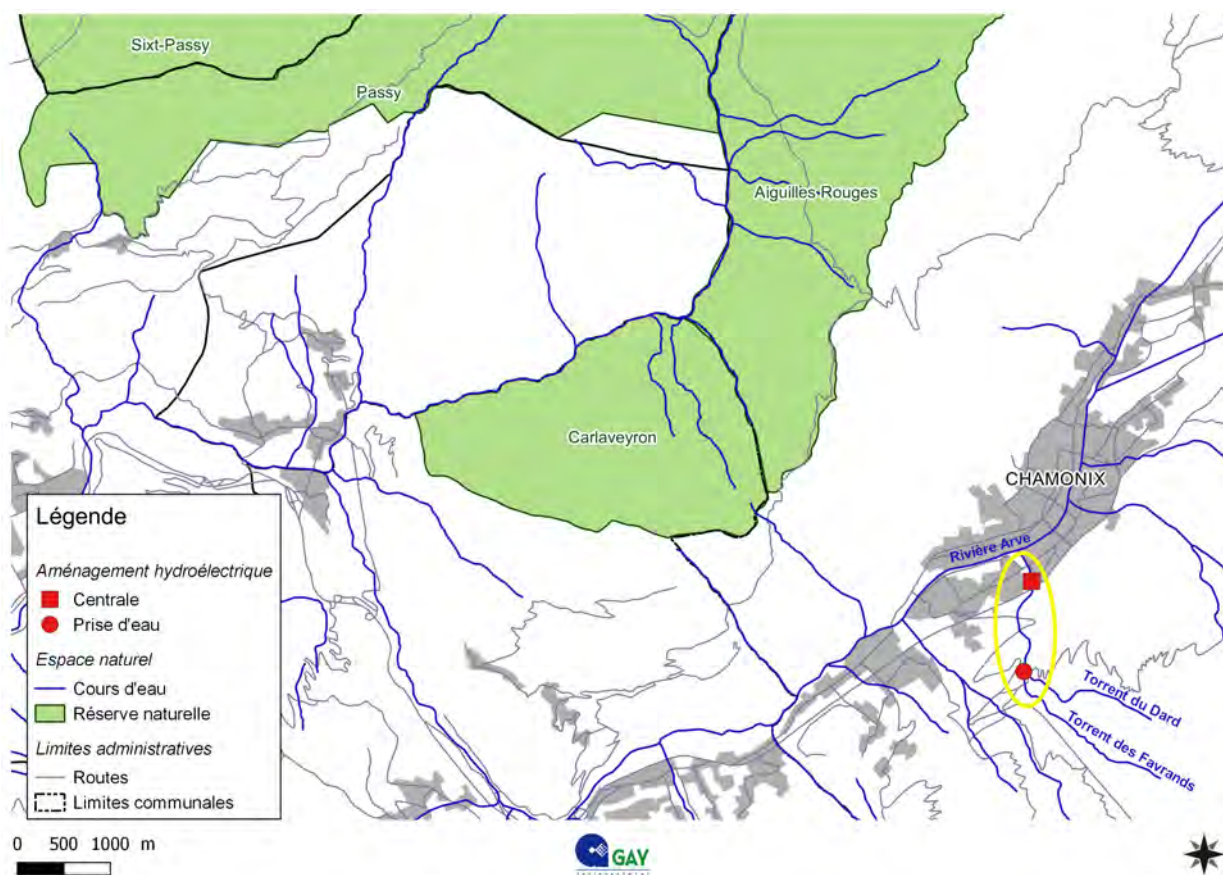 Sixt-Passy
Passy
Aiguilles-Rouges
Carlaveyron
CHAMONIX
Rivière Arve
Torrent du Dard
Torrent des Favrands
Légende
Aménagement hydroélectrique
Centrale
Prise d'eau
Espace naturel
Cours d'eau
Réserve naturelle
Limites administratives
Routes
Limites communales
0 500 1000 m
GAY